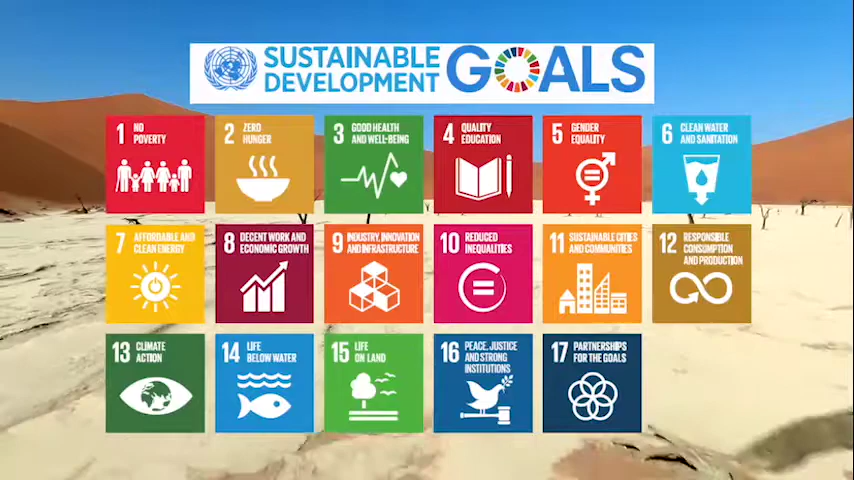 SUSTAINABLE
DEVELOPMENT
GOALS
1 NO
POVERTY
2 ZERO
HUNGER
3 GOOD HEALTH
AND WELL-BEING
4 QUALITY
EDUCATION
5 GENDER
EQUALITY
6 CLEAN WATER
AND SANITATION
7 AFFORDABLE AND
CLEAN ENERGY
8 DECENT WORK AND
ECONOMIC GROWTH
9 INDUSTRY, INNOVATION
AND INFRASTRUCTURE
10 REDUCED
INEQUALITIES
11 SUSTAINABLE CITIES
AND COMMUNITIES
12 RESPONSIBLE
CONSUMPTION
AND PRODUCTION
13 CLIMATE
ACTION
14 LIFE
BELOW WATER
15 LIFE
ON LAND
16 PEACE, JUSTICE
AND STRONG
INSTITUTIONS
17 PARTNERSHIPS
FOR THE GOALS